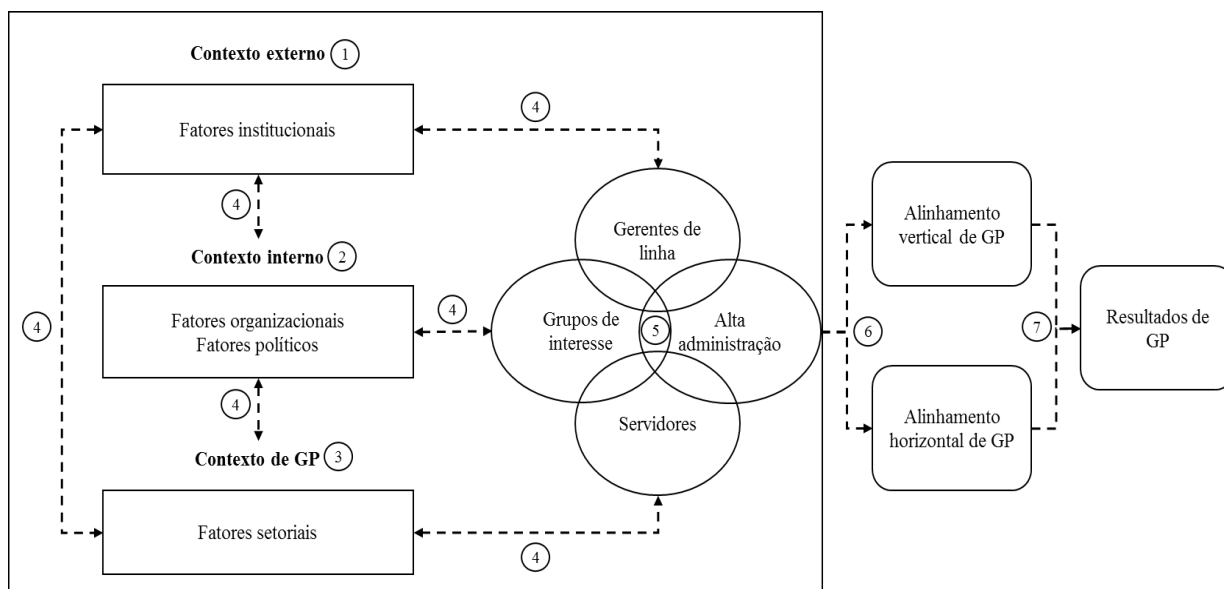 Contexto externo 1
Fatores institucionais
4
4
Contexto interno 2
4
Fatores organizacionais
Fatores políticos
4
4
Contexto de GP 3
Fatores setoriais
4
Gerentes de
linha
Grupos de
interesse
5
Alta
administração
Servidores
6
Alinhamento
vertical de GP
Alinhamento
horizontal de GP
7
Resultados de
GP